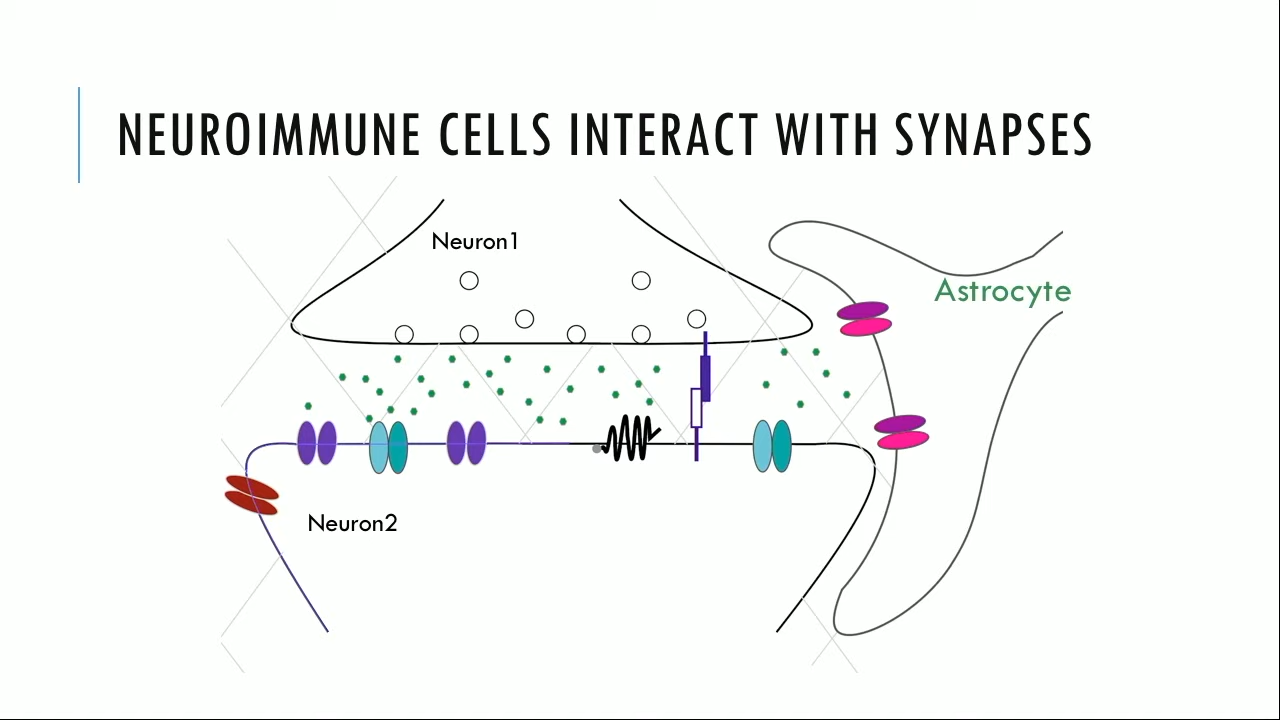 NEUROIMMUNE CELLS INTERACT WITH SYNAPSES
Neuron1
Astrocyte
Neuron2